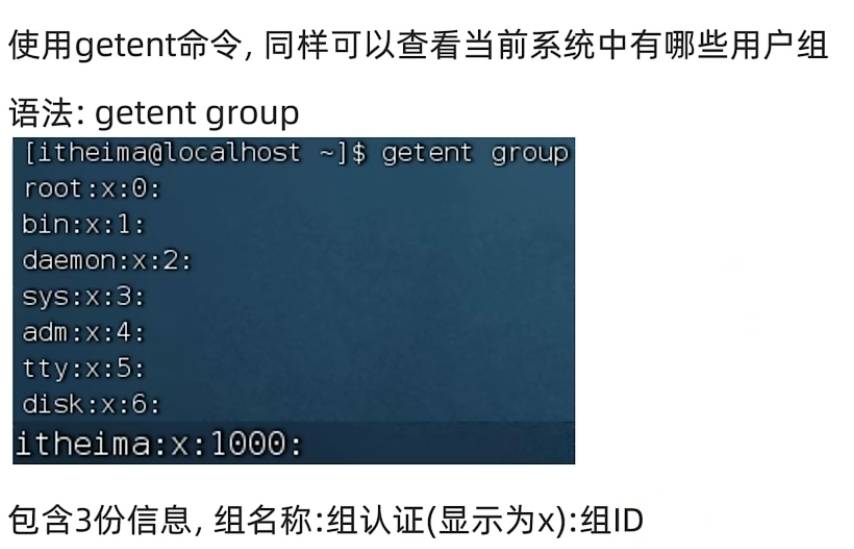 使用getent命令, 同样可以查看当前系统中有哪些用户组
语法: getent group
[itheima@localhost ~]$ getent group
root:x:0:
bin:x:1:
daemon:x:2:
sys:x:3:
adm:x:4:
tty:x:5:
disk:x:6:
itheima:x:1000:
包含3份信息, 组名称:组认证(显示为x):组ID